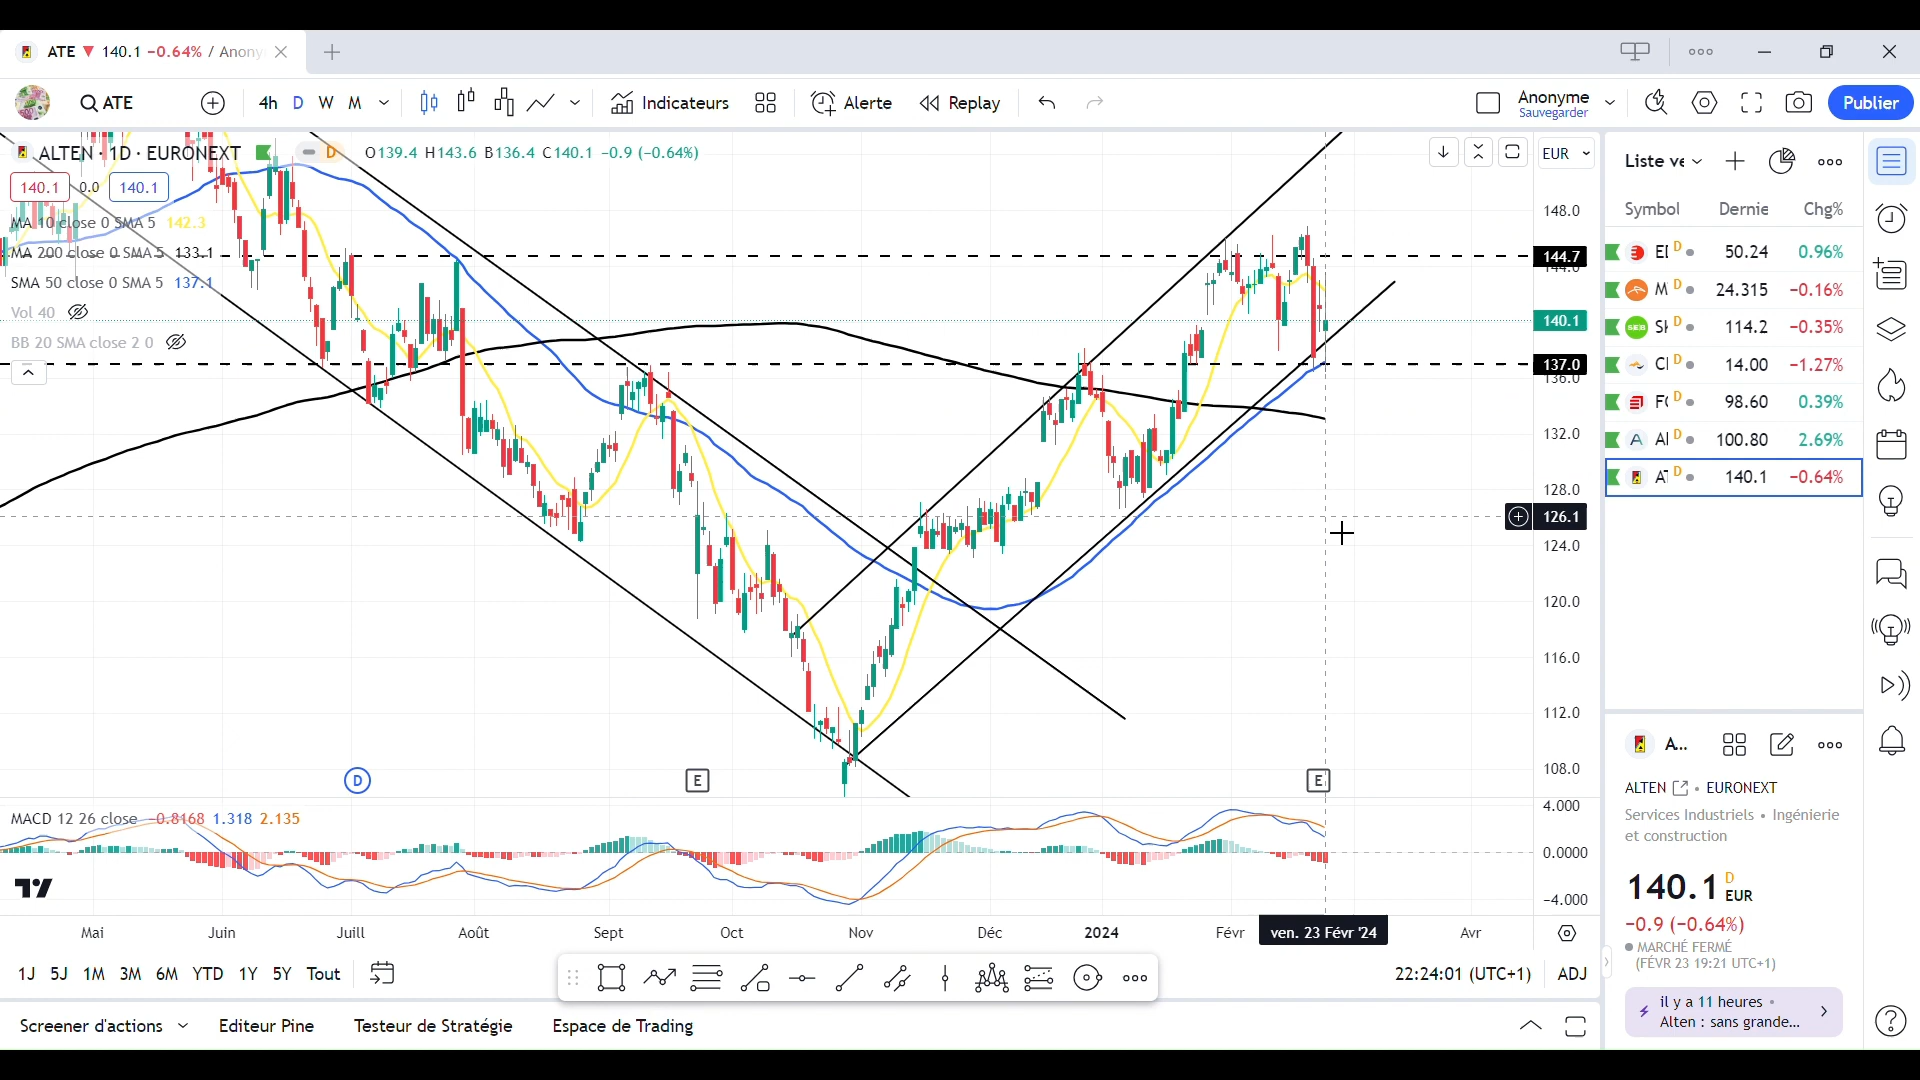 ATE 140.1 −0.64% / Anony
ATE
4h D W M
Indicateurs
Alerte
Replay
Anonyme
Sauvegarder
Publier
ALTEN · 1D · EURONEXT
D
O139.4 H143.6 B136.4 C140.1 −0.9 (−0.64%)
EUR
140.1 0.0 140.1
MA 10 close 0 SMA 5 142.3
MA 200 close 0 SMA 5 133.1
SMA 50 close 0 SMA 5 137.1
Vol 40
BB 20 SMA close 2 0
148.0
144.7
144.0
140.1
137.0
136.0
132.0
128.0
126.1
124.0
120.0
116.0
112.0
108.0
D
E
E
MACD 12 26 close −0.8168 1.318 2.135
4.000
0.0000
−4.000
Mai Juin Juill Août Sept Oct Nov Déc 2024 Févr ven. 23 Févr '24 Avr
1J 5J 1M 3M 6M YTD 1Y 5Y Tout
22:24:01 (UTC+1) ADJ
Screener d'actions Editeur Pine Testeur de Stratégie Espace de Trading
Liste ve
Symbol Dernie Chg%
D 50.24 0.96%
M D 24.315 −0.16%
D 114.2 −0.35%
D 14.00 −1.27%
D 98.60 0.39%
D 100.80 2.69%
D 140.1 −0.64%
A...
ALTEN • EURONEXT
Services Industriels • Ingénierie
et construction
140.1 D EUR
−0.9 (−0.64%)
MARCHÉ FERMÉ
(FÉVR 23 19:21 UTC+1)
il y a 11 heures •
Alten : sans grande...